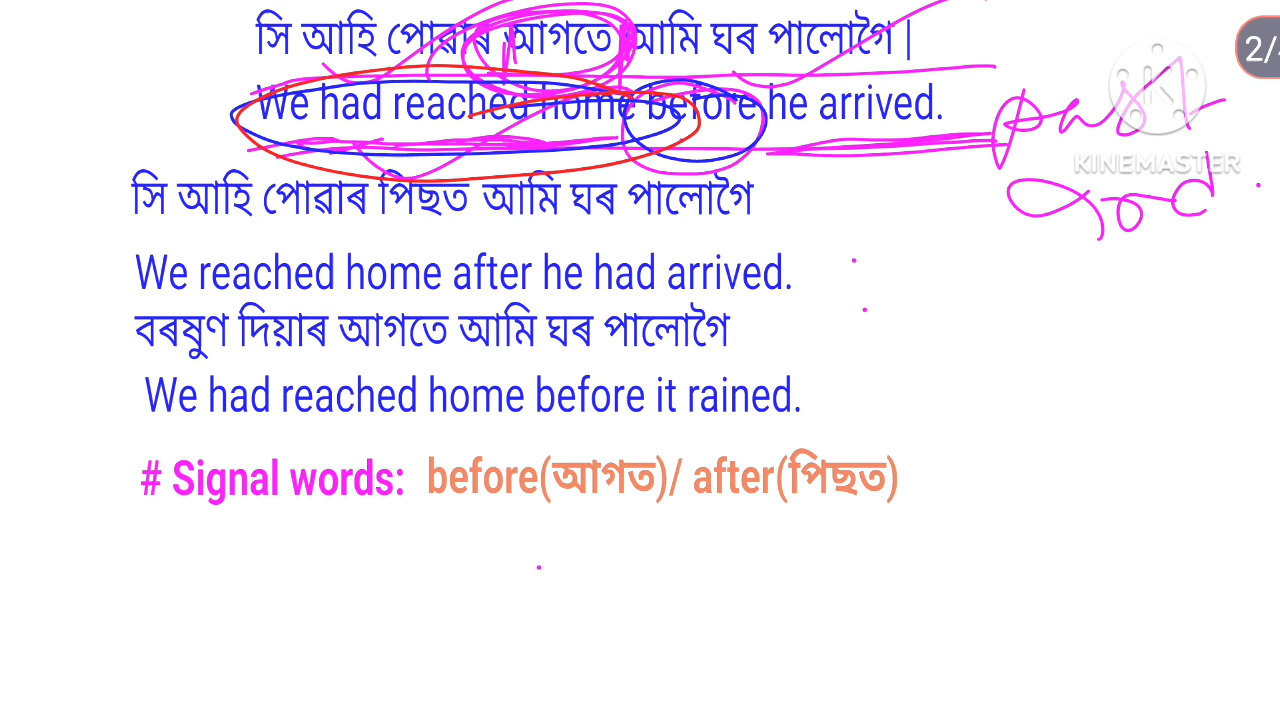 সি আহি পোৱাৰ আগতে আমি ঘৰ পালোগৈ|
2/
We had reached home before he arrived.
past
KINEMASTER
সি আহি পোৱাৰ পিছত আমি ঘৰ পালোগৈ
We reached home after he had arrived.
বৰষুণ দিয়াৰ আগতে আমি ঘৰ পালোগৈ
We had reached home before it rained.
# Signal words: before(আগত)/ after(পিছত)